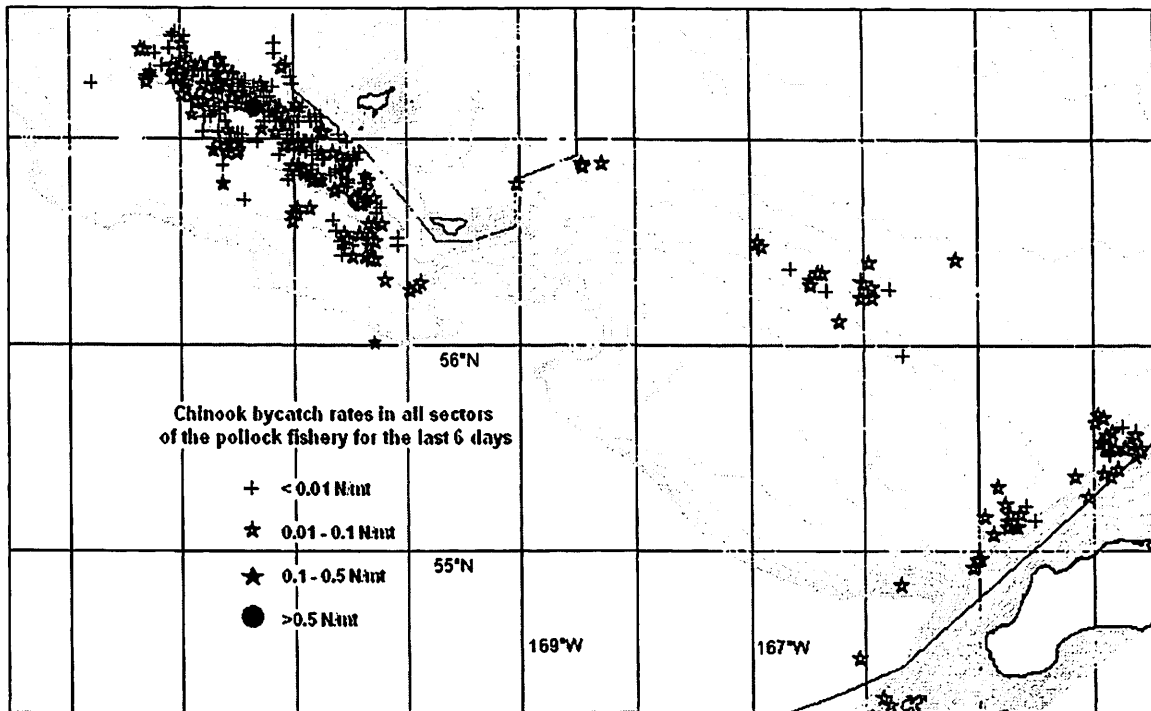 56°N
Chinook bycatch rates in all sectors
of the pollock fishery for the last 6 days
< 0.01 N/mt
0.01 - 0.1 N/mt
0.1 - 0.5 N/mt
>0.5 N/mt
55°N
169°W
167°W